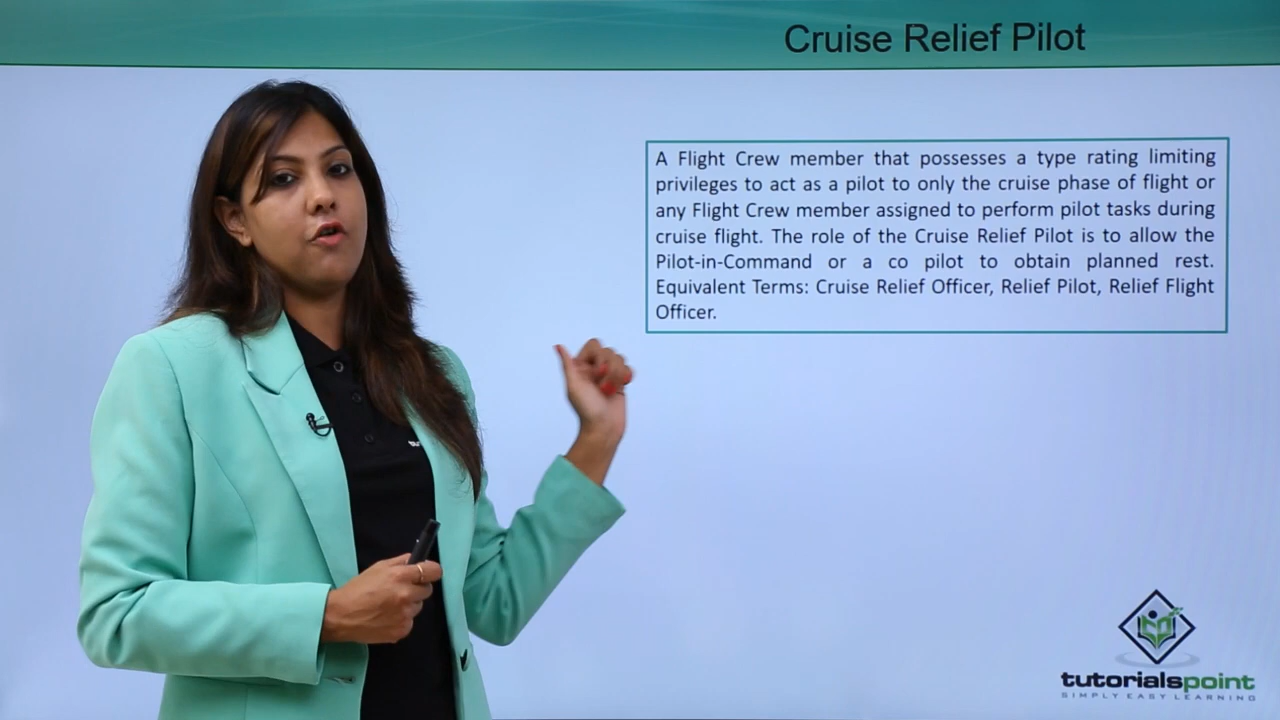 Cruise Relief Pilot
A Flight Crew member that possesses a type rating limiting
privileges to act as a pilot to only the cruise phase of flight or
any Flight Crew member assigned to perform pilot tasks during
cruise flight. The role of the Cruise Relief Pilot is to allow the
Pilot-in-Command or a co pilot to obtain planned rest.
Equivalent Terms: Cruise Relief Officer, Relief Pilot, Relief Flight
Officer.
tutorialspoint
SIMPLY EASY LEARNING